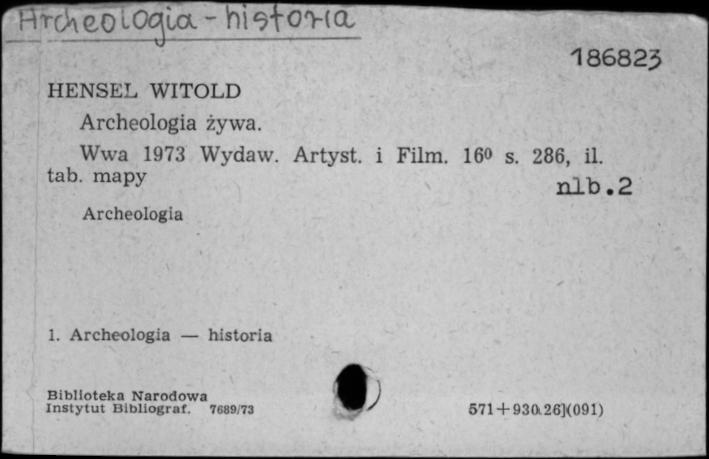 Archeologia - historia
186823
HENSEL WITOLD
Archeologia żywa.
Wwa 1973 Wydaw. Artyst. i Film. 16⁰ s. 286, il.
tab. mapy
nlb.2
Archeologia
1. Archeologia — historia
Biblioteka Narodowa
Instytut Bibliograf. 7689/73
571+930.26](091)